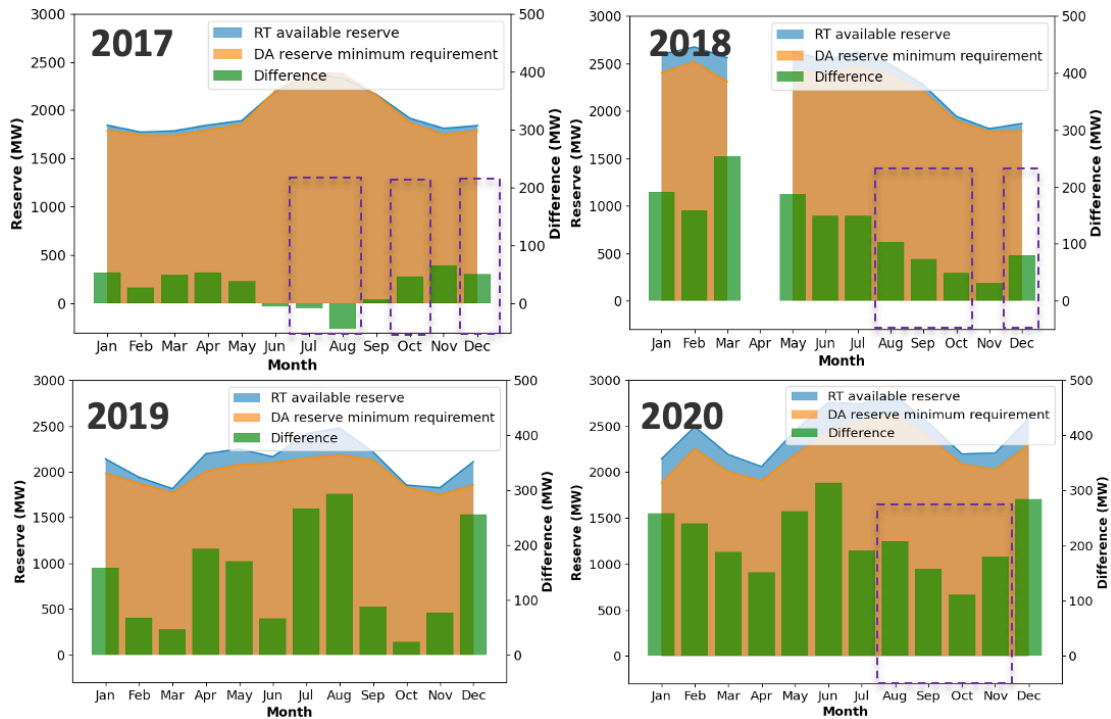 2017
RT available reserve
DA reserve minimum requirement
Difference
Reserve (MW)
3000
2500
2000
1500
1000
500
0
Difference (MW)
500
400
300
200
100
0
Jan Feb Mar Apr May Jun Jul Aug Sep Oct Nov Dec
Month
2018
RT available reserve
DA reserve minimum requirement
Difference
Reserve (MW)
3000
2500
2000
1500
1000
500
0
Difference (MW)
500
400
300
200
100
0
Jan Feb Mar Apr May Jun Jul Aug Sep Oct Nov Dec
Month
2019
RT available reserve
DA reserve minimum requirement
Difference
Reserve (MW)
3000
2500
2000
1500
1000
500
0
Difference (MW)
500
400
300
200
100
0
Jan Feb Mar Apr May Jun Jul Aug Sep Oct Nov Dec
Month
2020
RT available reserve
DA reserve minimum requirement
Difference
Reserve (MW)
3000
2500
2000
1500
1000
500
0
Difference (MW)
500
400
300
200
100
0
Jan Feb Mar Apr May Jun Jul Aug Sep Oct Nov Dec
Month